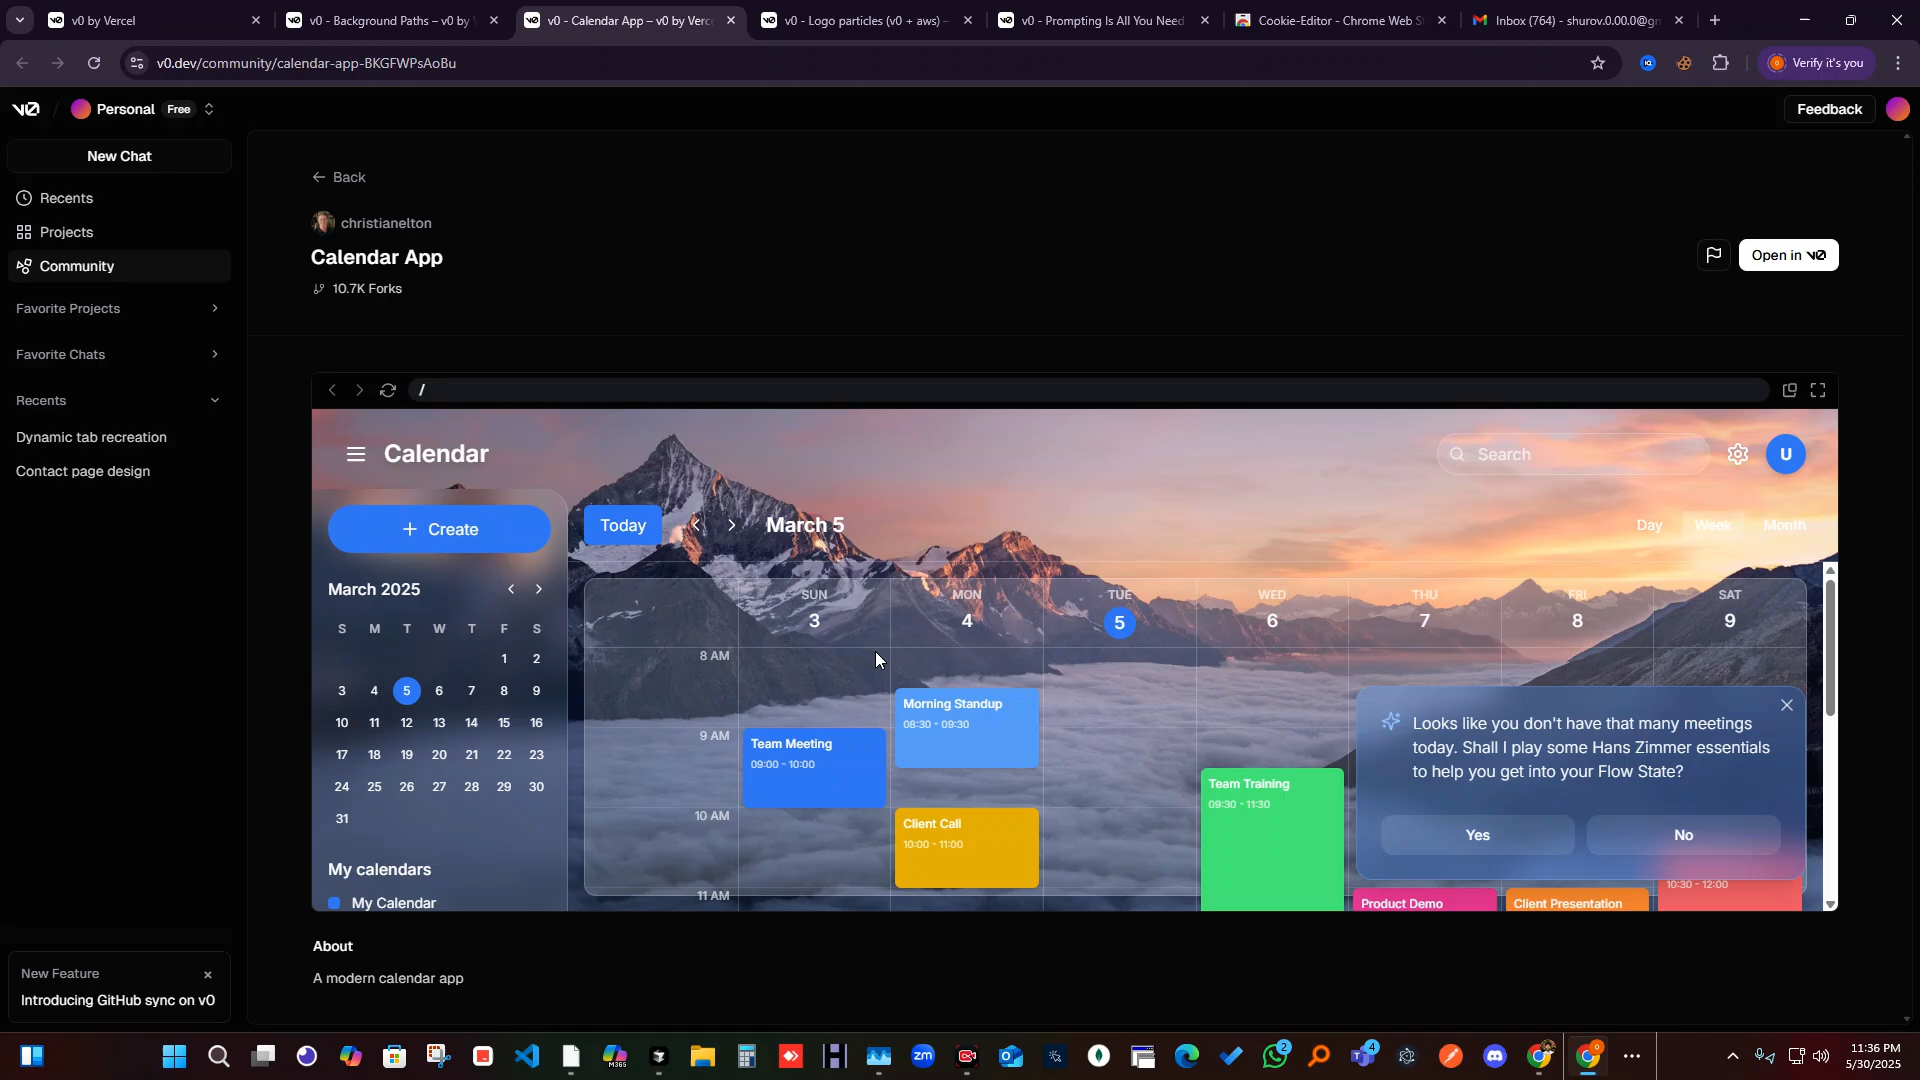 v0 by Vercel
v0 - Background Paths – v0 by
v0 - Calendar App – v0 by Verc
v0 - Logo particles (v0 + aws) –
v0 - Prompting Is All You Need
Cookie-Editor - Chrome Web S
Inbox (764) - shurov.0.00.0@gm
v0.dev/community/calendar-app-BKGFWPsAoBu
Verify it's you
v0
Personal Free
Feedback
New Chat
Recents
Projects
Community
Favorite Projects
Favorite Chats
Recents
Dynamic tab recreation
Contact page design
New Feature
Introducing GitHub sync on v0
Back
christianelton
Calendar App
10.7K Forks
Open in v0
/
Calendar
Search
U
Create
Today
March 5
Day Week Month
March 2025
S M T W T F S
1 2
3 4 5 6 7 8 9
10 11 12 13 14 15 16
17 18 19 20 21 22 23
24 25 26 27 28 29 30
31
My calendars
My Calendar
SUN MON TUE WED THU FRI SAT
3 4 5 6 7 8 9
8 AM
9 AM
10 AM
11 AM
Team Meeting
09:00 - 10:00
Morning Standup
08:30 - 09:30
Client Call
10:00 - 11:00
Team Training
09:30 - 11:30
Product Demo
Client Presentation
10:30 - 12:00
Looks like you don't have that many meetings
today. Shall I play some Hans Zimmer essentials
to help you get into your Flow State?
Yes
No
About
A modern calendar app
M365
zm
2
4
11:36 PM
5/30/2025